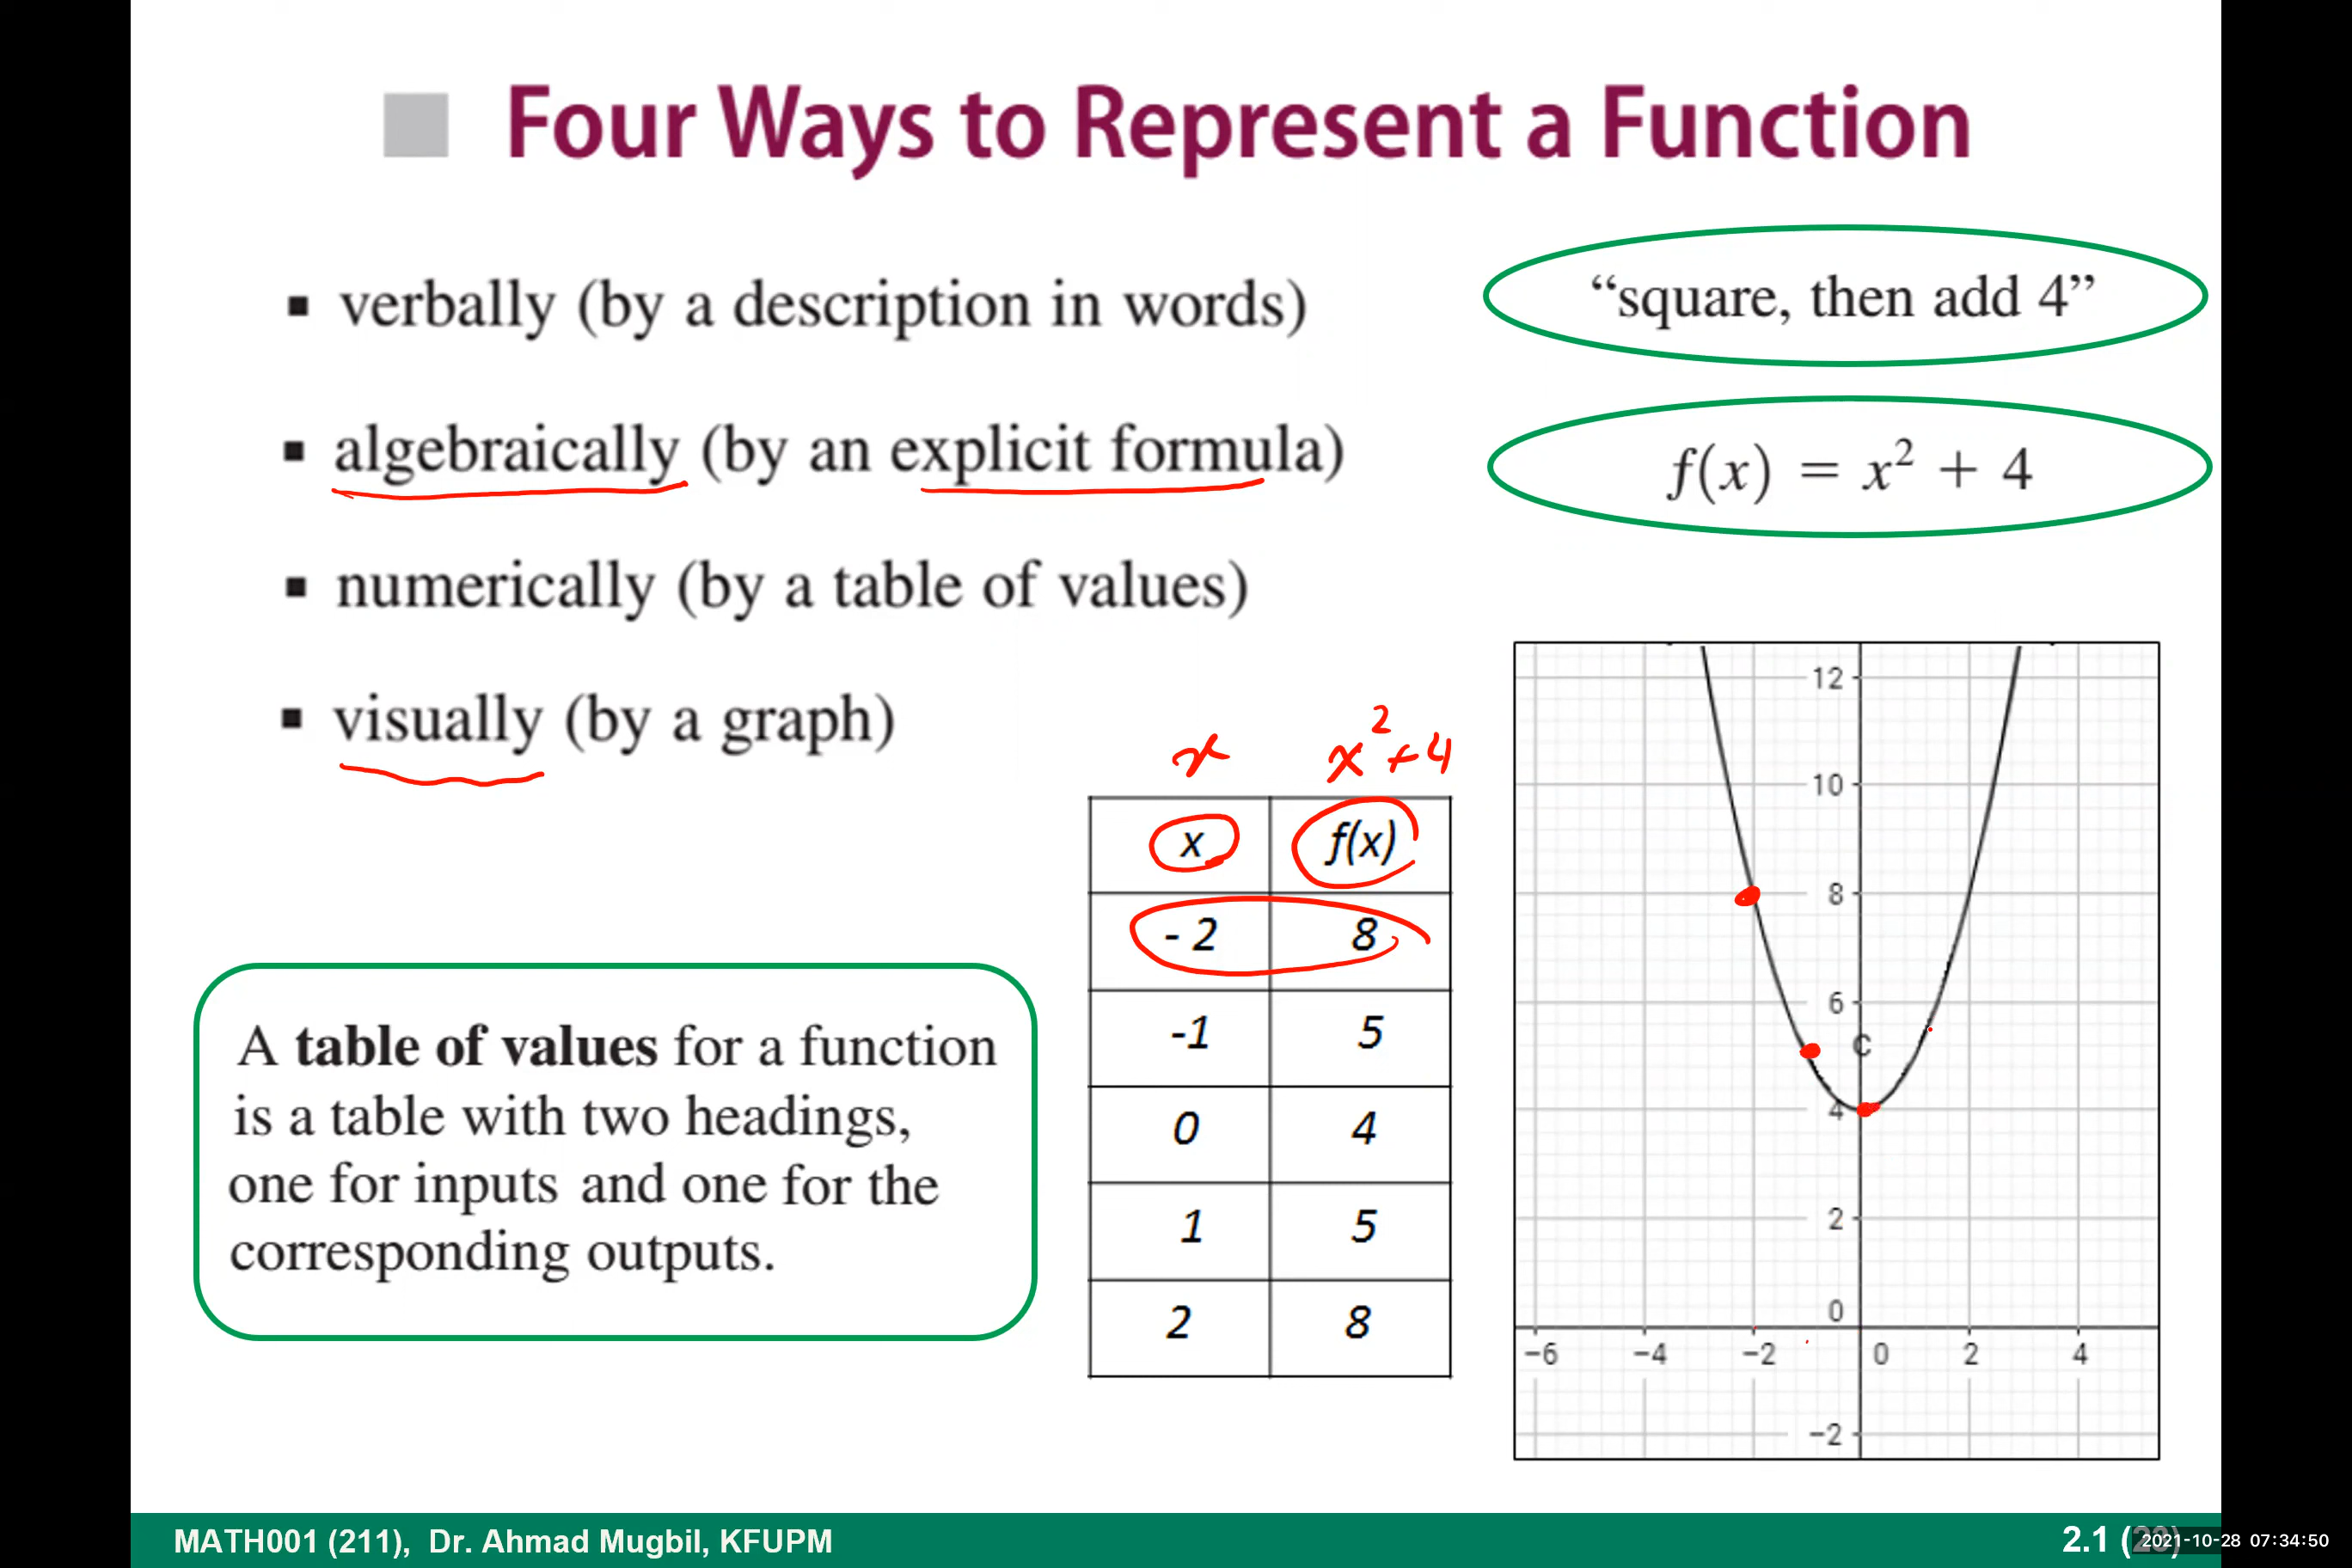 Four Ways to Represent a Function
▪ verbally (by a description in words)
“square, then add 4”
▪ algebraically (by an explicit formula)
f(x) = x² + 4
▪ numerically (by a table of values)
▪ visually (by a graph)
x x²+4
x f(x)
-2 8
-1 5
0 4
1 5
2 8
A table of values for a function
is a table with two headings,
one for inputs and one for the
corresponding outputs.
12
10
8
6
C
4
2
0
−6 −4 −2 0 2 4
−2
MATH001 (211), Dr. Ahmad Mugbil, KFUPM
2.1
2021-10-28 07:34:50